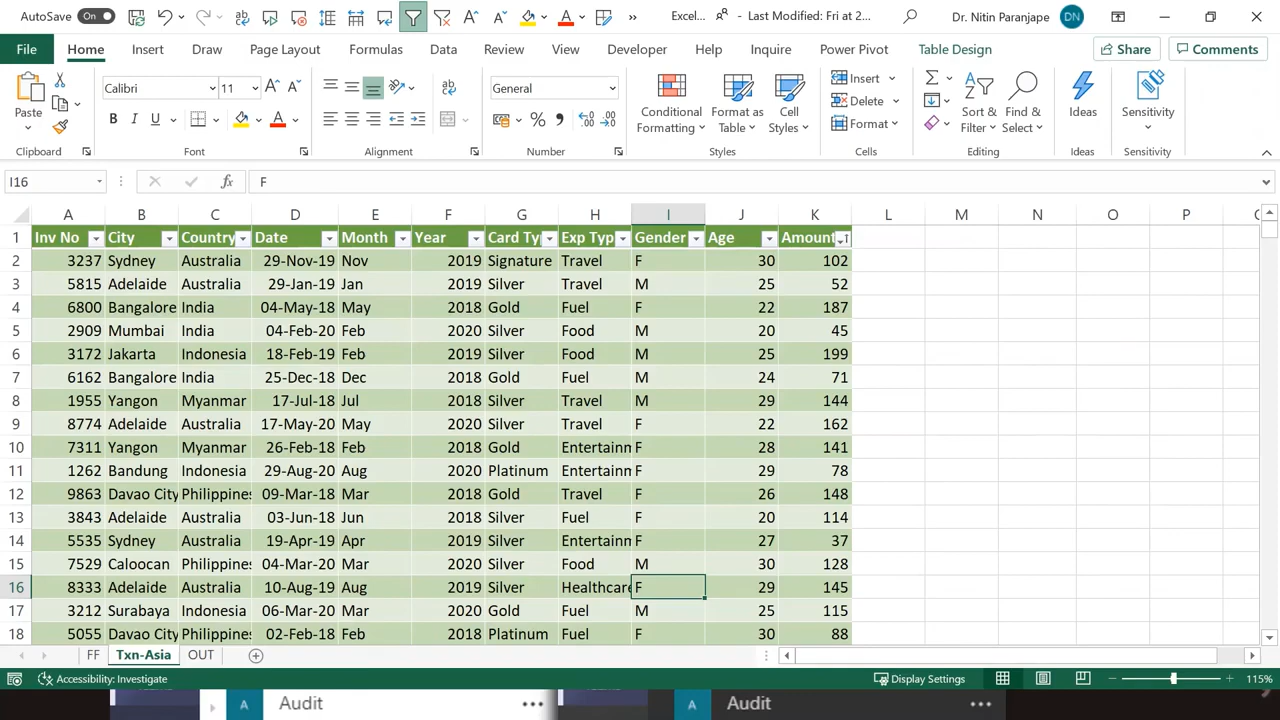 AutoSave On Excel... - Last Modified: Fri at 2... Dr. Nitin Paranjape DN
File Home Insert Draw Page Layout Formulas Data Review View Developer Help Inquire Power Pivot Table Design Share Comments
Calibri 11 General Insert
Paste Conditional Formatting Format as Table Cell Styles Delete Sort & Filter Find & Select Ideas Sensitivity
B I U A % Format
Clipboard Font Alignment Number Styles Cells Editing Ideas Sensitivity
I16 fx F
A B C D E F G H I J K L M N O P
1 Inv No City Country Date Month Year Card Ty Exp Typ Gender Age Amount
2 3237 Sydney Australia 29-Nov-19 Nov 2019 Signature Travel F 30 102
3 5815 Adelaide Australia 29-Jan-19 Jan 2019 Silver Travel M 25 52
4 6800 Bangalore India 04-May-18 May 2018 Gold Fuel F 22 187
5 2909 Mumbai India 04-Feb-20 Feb 2020 Silver Food M 20 45
6 3172 Jakarta Indonesia 18-Feb-19 Feb 2019 Silver Food M 25 199
7 6162 Bangalore India 25-Dec-18 Dec 2018 Gold Fuel M 24 71
8 1955 Yangon Myanmar 17-Jul-18 Jul 2018 Silver Travel M 29 144
9 8774 Adelaide Australia 17-May-20 May 2020 Silver Travel F 22 162
10 7311 Yangon Myanmar 26-Feb-18 Feb 2018 Gold Entertainm F 28 141
11 1262 Bandung Indonesia 29-Aug-20 Aug 2020 Platinum Entertainm F 29 78
12 9863 Davao City Philippines 09-Mar-18 Mar 2018 Gold Travel F 26 148
13 3843 Adelaide Australia 03-Jun-18 Jun 2018 Silver Fuel F 20 114
14 5535 Sydney Australia 19-Apr-19 Apr 2019 Silver Entertainm F 27 37
15 7529 Caloocan Philippines 04-Mar-20 Mar 2020 Silver Food M 30 128
16 8333 Adelaide Australia 10-Aug-19 Aug 2019 Silver Healthcare F 29 145
17 3212 Surabaya Indonesia 06-Mar-20 Mar 2020 Gold Fuel M 25 115
18 5055 Davao City Philippines 02-Feb-18 Feb 2018 Platinum Fuel F 30 88
FF Txn-Asia OUT
Accessibility: Investigate Display Settings 115%
A Audit ... A Audit ...